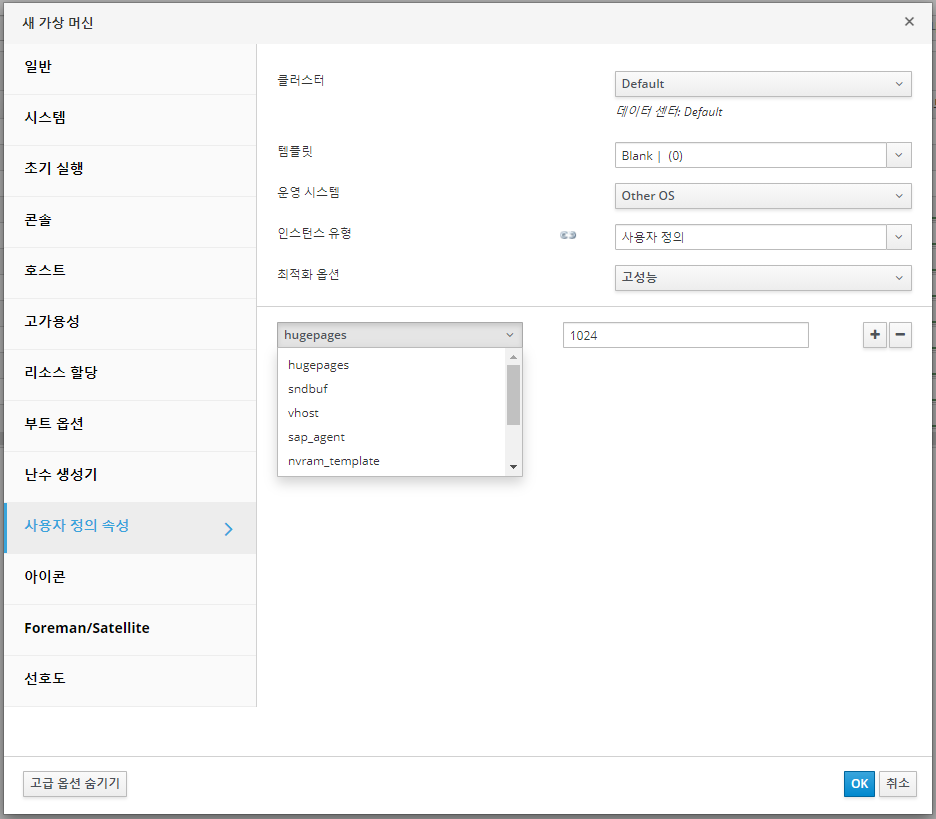 새 가상 머신
일반
시스템
초기 실행
콘솔
호스트
고가용성
리소스 할당
부트 옵션
난수 생성기
사용자 정의 속성
아이콘
Foreman/Satellite
선호도
클러스터
Default
데이터 센터: Default
템플릿
Blank | (0)
운영 시스템
Other OS
인스턴스 유형
사용자 정의
최적화 옵션
고성능
hugepages
1024
hugepages
sndbuf
vhost
sap_agent
nvram_template
고급 옵션 숨기기
OK
취소